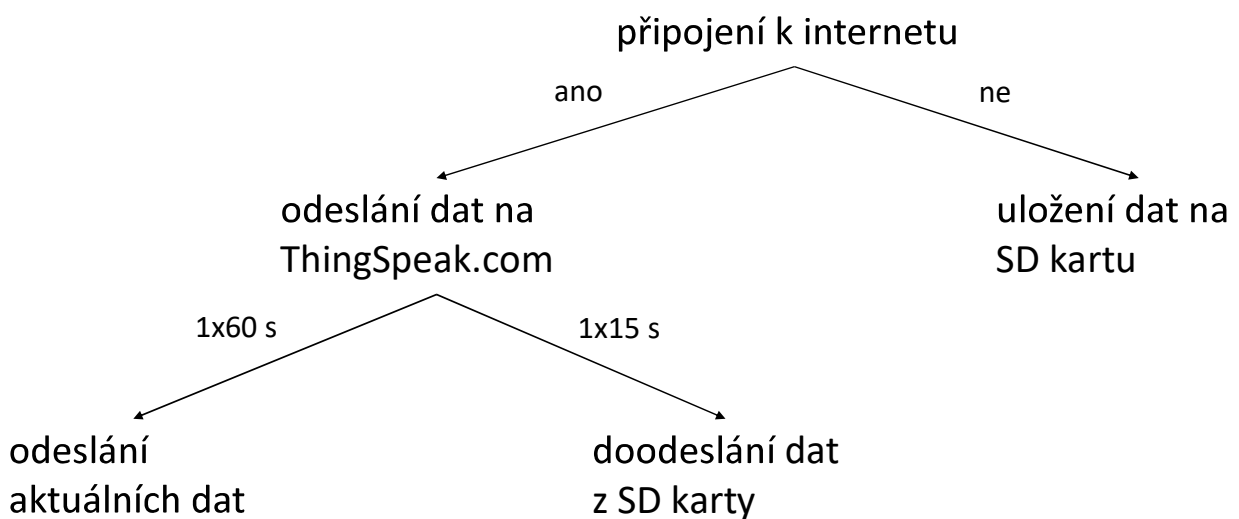 připojení k internetu
ano
ne
odeslání dat na
ThingSpeak.com
uložení dat na
SD kartu
1x60 s
1x15 s
odeslání
aktuálních dat
doodeslání dat
z SD karty